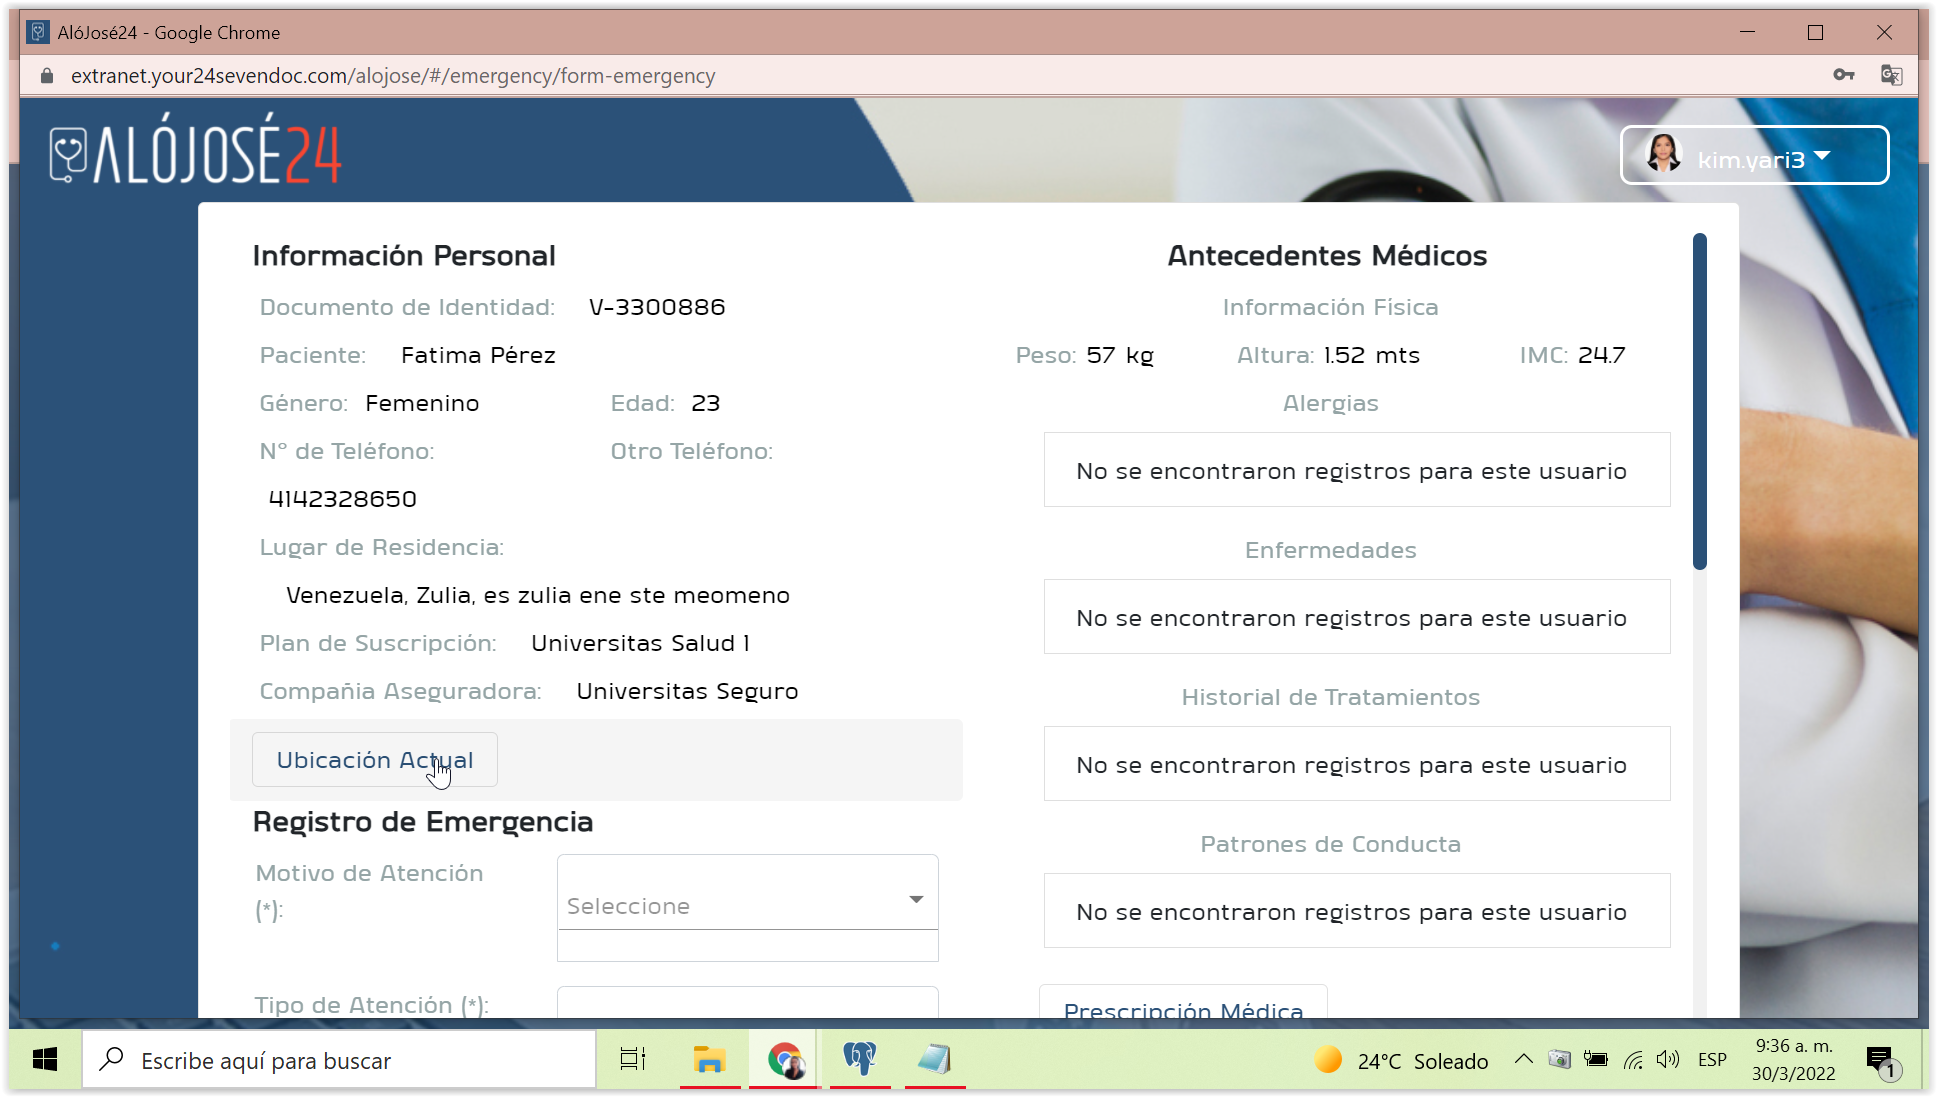 AlóJosé24 - Google Chrome
extranet.your24sevendoc.com/alojose/#/emergency/form-emergency
ALÓJOSÉ24
kim.yari3
Información Personal
Documento de Identidad: V-3300886
Paciente: Fatima Pérez
Género: Femenino Edad: 23
N° de Teléfono: Otro Teléfono:
4142328650
Lugar de Residencia:
Venezuela, Zulia, es zulia ene ste meomeno
Plan de Suscripción: Universitas Salud 1
Compañia Aseguradora: Universitas Seguro
Ubicación Actual
Registro de Emergencia
Motivo de Atención
(*):
Seleccione
Tipo de Atención (*):
Antecedentes Médicos
Información Física
Peso: 57 kg Altura: 1.52 mts IMC: 24.7
Alergias
No se encontraron registros para este usuario
Enfermedades
No se encontraron registros para este usuario
Historial de Tratamientos
No se encontraron registros para este usuario
Patrones de Conducta
No se encontraron registros para este usuario
Prescripción Médica
Escribe aquí para buscar
24°C Soleado
ESP
9:36 a. m.
30/3/2022
1